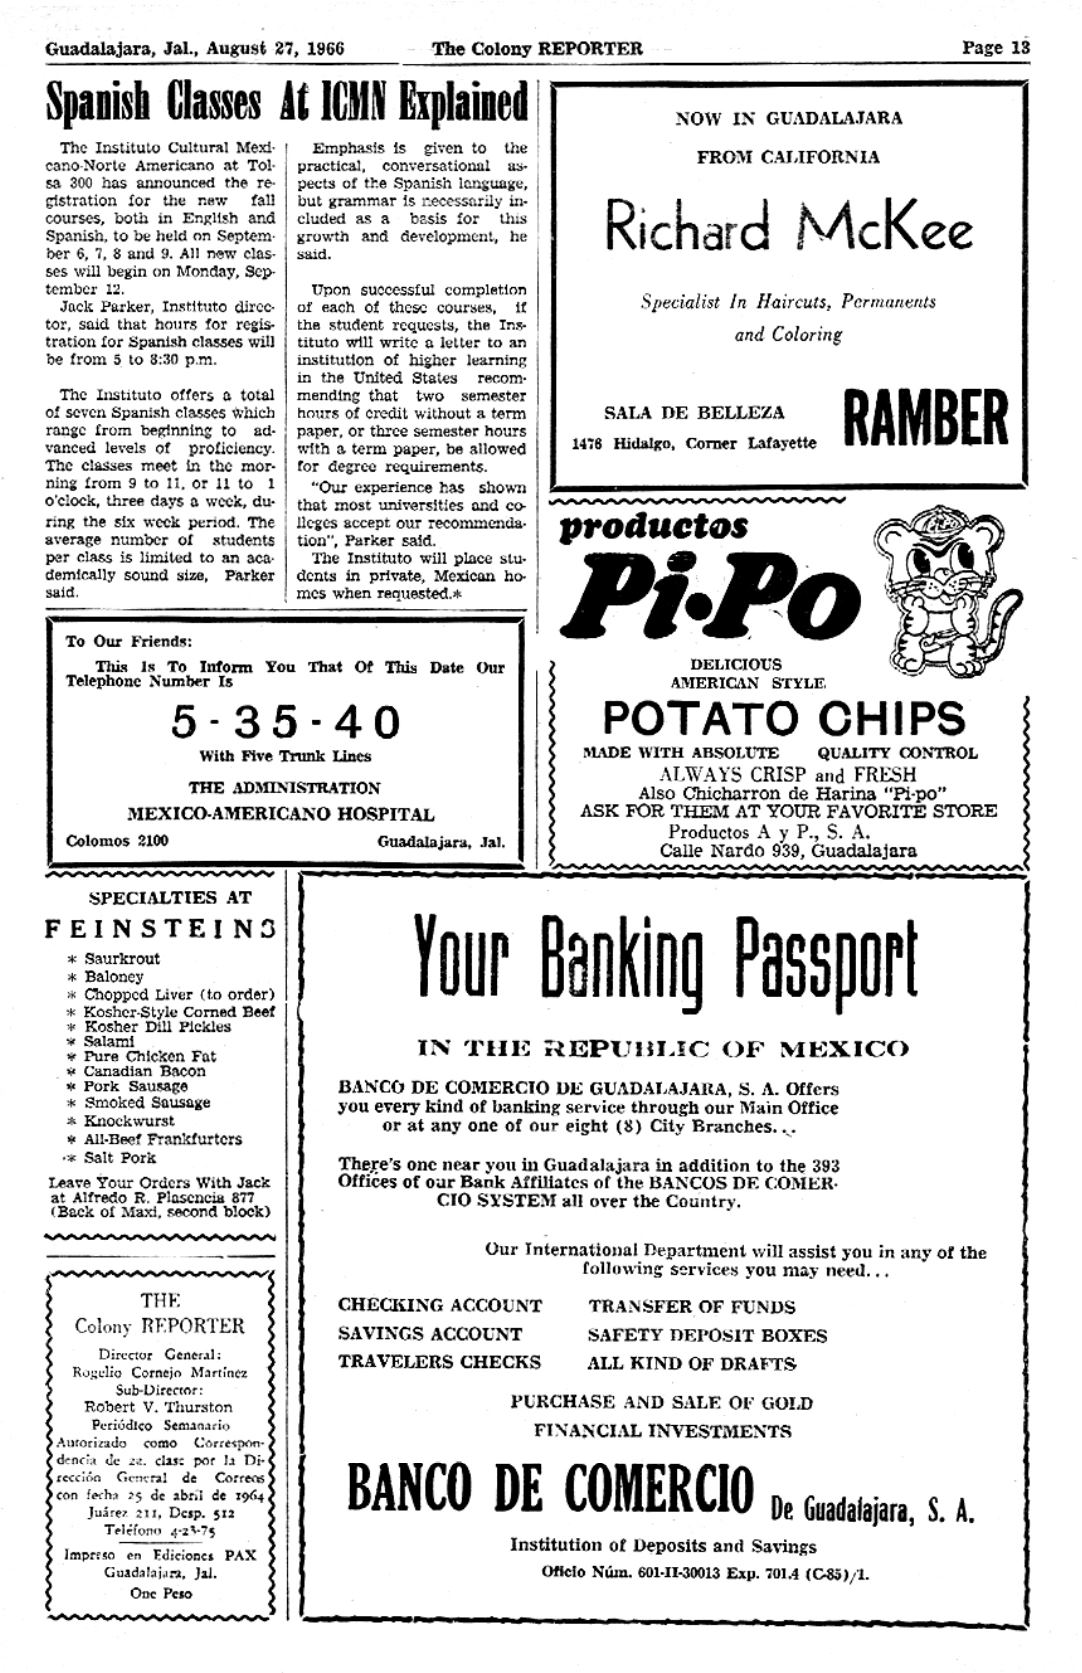 Guadalajara, Jal., August 27, 1966 The Colony REPORTER Page 13
Spanish Classes At ICMN Explained
The Instituto Cultural Mexi-
cano-Norte Americano at Tol-
sa 300 has announced the re-
gistration for the new fall
courses, both in English and
Spanish, to be held on Septem-
ber 6, 7, 8 and 9. All new clas-
ses will begin on Monday, Sep-
tember 12.
Jack Parker, Instituto direc-
tor, said that hours for regis-
tration for Spanish classes will
be from 5 to 8:30 p.m.
The Instituto offers a total
of seven Spanish classes which
range from beginning to ad-
vanced levels of proficiency.
The classes meet in the mor-
ning from 9 to 11, or 11 to 1
o'clock, three days a week, du-
ring the six week period. The
average number of students
per class is limited to an aca-
demically sound size, Parker
said.
Emphasis is given to the
practical, conversational as-
pects of the Spanish language,
but grammar is necessarily in-
cluded as a basis for this
growth and development, he
said.
Upon successful completion
of each of these courses, if
the student requests, the Ins-
tituto will write a letter to an
institution of higher learning
in the United States recom-
mending that two semester
hours of credit without a term
paper, or three semester hours
with a term paper, be allowed
for degree requirements.
"Our experience has shown
that most universities and co-
lleges accept our recommenda-
tion", Parker said.
The Instituto will place stu-
dents in private, Mexican ho-
mes when requested.*
NOW IN GUADALAJARA
FROM CALIFORNIA
Richard McKee
Specialist In Haircuts, Permanents
and Coloring
SALA DE BELLEZA
1476 Hidalgo, Corner Lafayette
RAMBER
productos
Pi-Po
DELICIOUS
AMERICAN STYLE
POTATO CHIPS
MADE WITH ABSOLUTE QUALITY CONTROL
ALWAYS CRISP and FRESH
Also Chicharron de Harina "Pi-po"
ASK FOR THEM AT YOUR FAVORITE STORE
Productos A y P., S. A.
Calle Nardo 939, Guadalajara
To Our Friends:
This Is To Inform You That Of This Date Our
Telephone Number Is
5-35-40
With Five Trunk Lines
THE ADMINISTRATION
MEXICO-AMERICANO HOSPITAL
Colomos 2100 Guadalajara, Jal.
SPECIALTIES AT
FEINSTEINS
* Saurkrout
* Baloney
* Chopped Liver (to order)
* Kosher-Style Corned Beef
* Kosher Dill Pickles
* Salami
* Pure Chicken Fat
* Canadian Bacon
* Pork Sausage
* Smoked Sausage
* Knockwurst
* All-Beef Frankfurters
* Salt Pork
Leave Your Orders With Jack
at Alfredo R. Plasencia 877
(Back of Maxi, second block)
THE
Colony REPORTER
Director General:
Rogelio Cornejo Martínez
Sub-Director:
Robert V. Thurston
Periódico Semanario
Autorizado como Correspon-
dencia de 2a. clase por la Di-
rección General de Correos
con fecha 25 de abril de 1964
Juárez 211, Desp. 512
Teléfono 4-23-75
Impreso en Ediciones PAX
Guadalajara, Jal.
One Peso
Your Banking Passport
IN THE REPUBLIC OF MEXICO
BANCO DE COMERCIO DE GUADALAJARA, S. A. Offers
you every kind of banking service through our Main Office
or at any one of our eight (8) City Branches...
There's one near you in Guadalajara in addition to the 393
Offices of our Bank Affiliates of the BANCOS DE COMER-
CIO SYSTEM all over the Country.
Our International Department will assist you in any of the
following services you may need...
CHECKING ACCOUNT TRANSFER OF FUNDS
SAVINGS ACCOUNT SAFETY DEPOSIT BOXES
TRAVELERS CHECKS ALL KIND OF DRAFTS
PURCHASE AND SALE OF GOLD
FINANCIAL INVESTMENTS
BANCO DE COMERCIO De Guadalajara, S. A.
Institution of Deposits and Savings
Oficio Núm. 601-II-30013 Exp. 701.4 (C-85)/1.